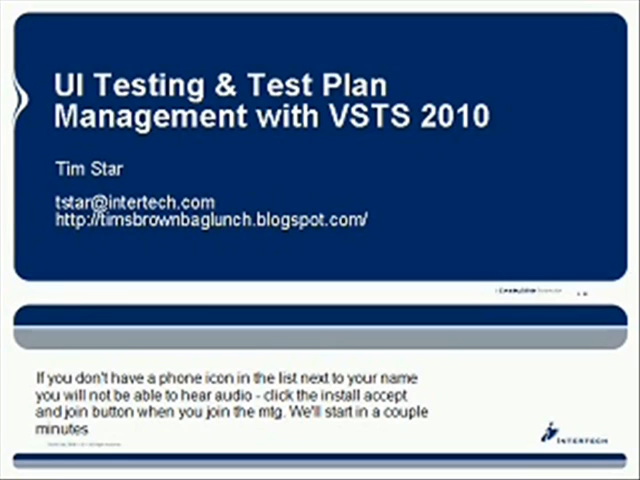 UI Testing & Test Plan
Management with VSTS 2010
Tim Star
tstar@intertech.com
http://timsbrownbaglunch.blogspot.com/
If you don't have a phone icon in the list next to your name
you will not be able to hear audio - click the install accept
and join button when you join the mtg. We'll start in a couple
minutes
INTERTECH